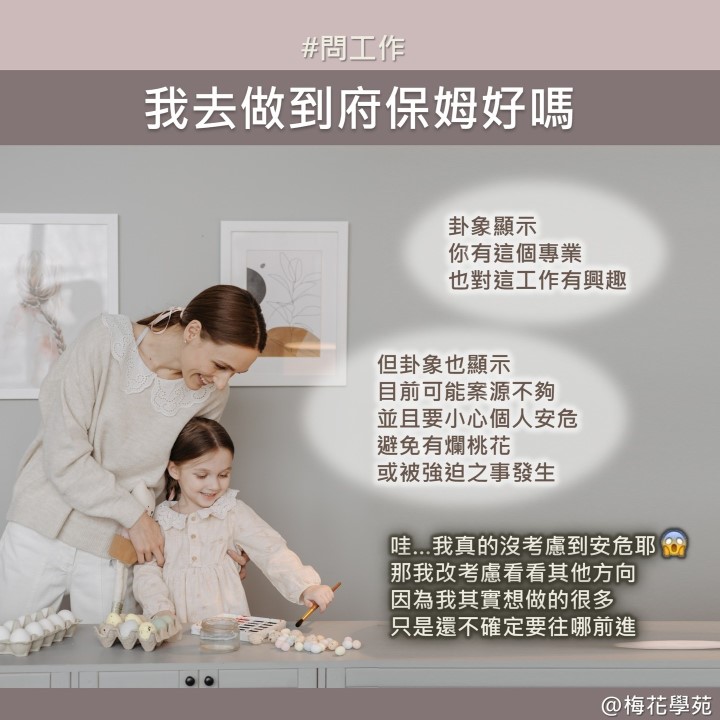 #問工作
我去做到府保姆好嗎
卦象顯示
你有這個專業
也對這工作有興趣
但卦象也顯示
目前可能案源不夠
並且要小心個人安危
避免有爛桃花
或被強迫之事發生
哇...我真的沒考慮到安危耶😱
那我改考慮看看其他方向
因為我其實想做的很多
只是還不確定要往哪前進
@梅花學苑